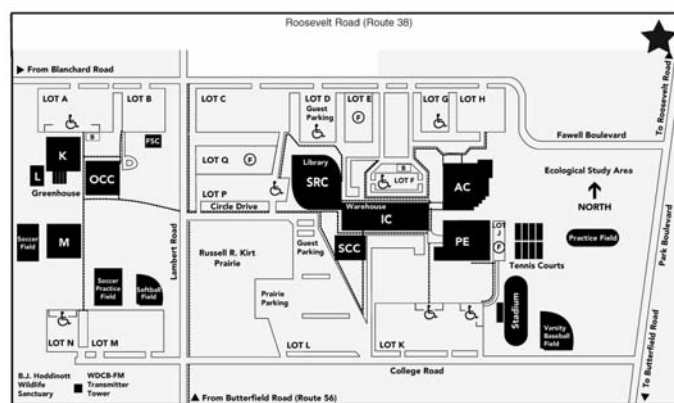 Roosevelt Road (Route 38)
From Blanchard Road
To Roosevelt Road
LOT A
LOT B
LOT C
LOT D
Guest
Parking
LOT E
F
LOT G
LOT H
Fawell Boulevard
B
FSC
K
L
Greenhouse
OCC
LOT Q
F
LOT P
Circle Drive
Library
SRC
B
LOT F
AC
Ecological Study Area
NORTH
Warehouse
IC
SCC
Guest
Parking
PE
LOT
J
F
Tennis Courts
Practice Field
Park Boulevard
Soccer
Field
M
Lambert Road
Russell R. Kirt
Prairie
Prairie
Parking
Soccer
Practice
Field
Softball
Field
Stadium
Varsity
Baseball
Field
LOT N
LOT M
LOT L
LOT K
College Road
B.J. Hoddinott
Wildlife
Sanctuary
WDCB-FM
Transmitter
Tower
From Butterfield Road (Route 56)
To Butterfield Road